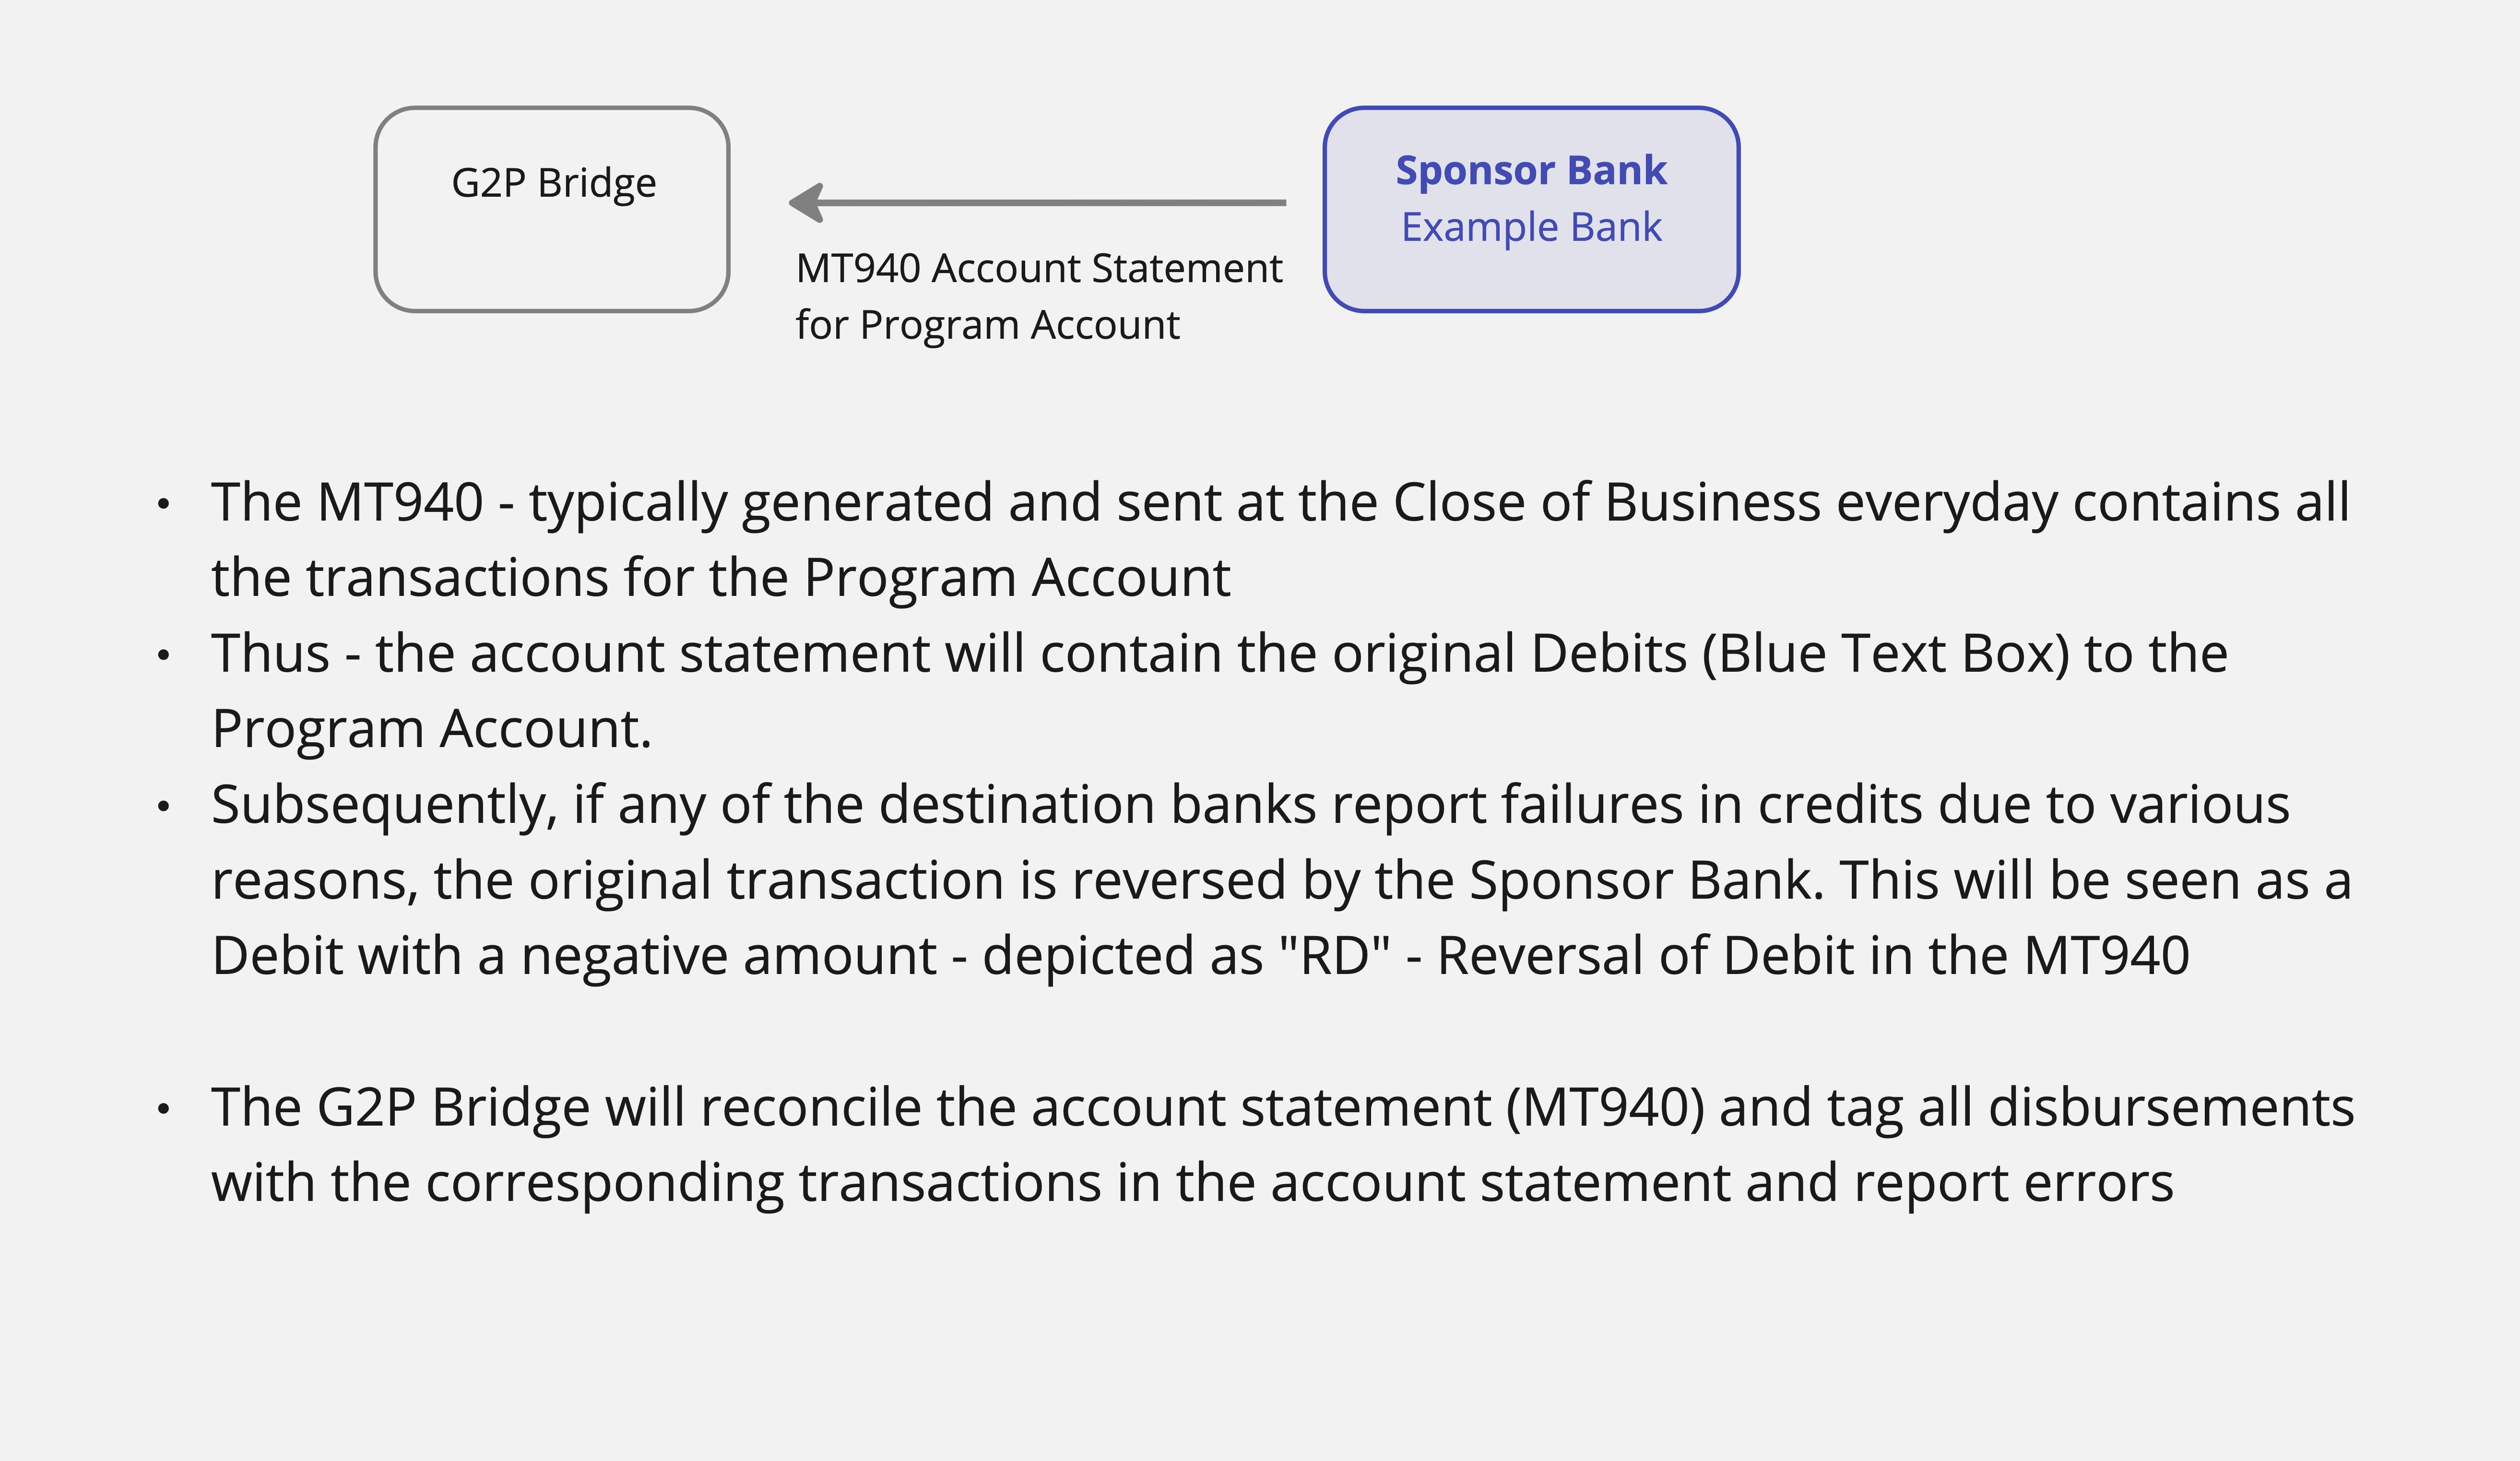 G2P Bridge
Sponsor Bank
Example Bank
MT940 Account Statement
for Program Account
• The MT940 - typically generated and sent at the Close of Business everyday contains all
the transactions for the Program Account
• Thus - the account statement will contain the original Debits (Blue Text Box) to the
Program Account.
• Subsequently, if any of the destination banks report failures in credits due to various
reasons, the original transaction is reversed by the Sponsor Bank. This will be seen as a
Debit with a negative amount - depicted as "RD" - Reversal of Debit in the MT940
• The G2P Bridge will reconcile the account statement (MT940) and tag all disbursements
with the corresponding transactions in the account statement and report errors